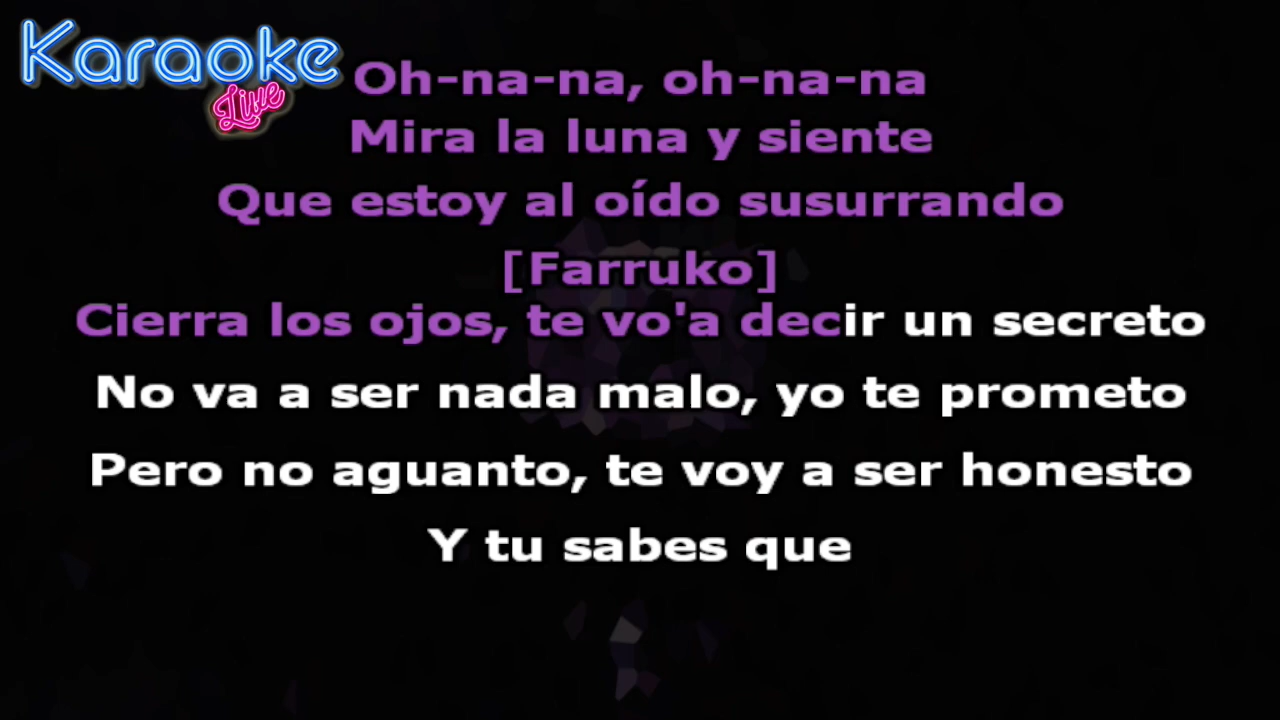 Karaoke
Live
Oh-na-na, oh-na-na
Mira la luna y siente
Que estoy al oído susurrando
[Farruko]
Cierra los ojos, te vo'a decir un secreto
No va a ser nada malo, yo te prometo
Pero no aguanto, te voy a ser honesto
Y tu sabes que